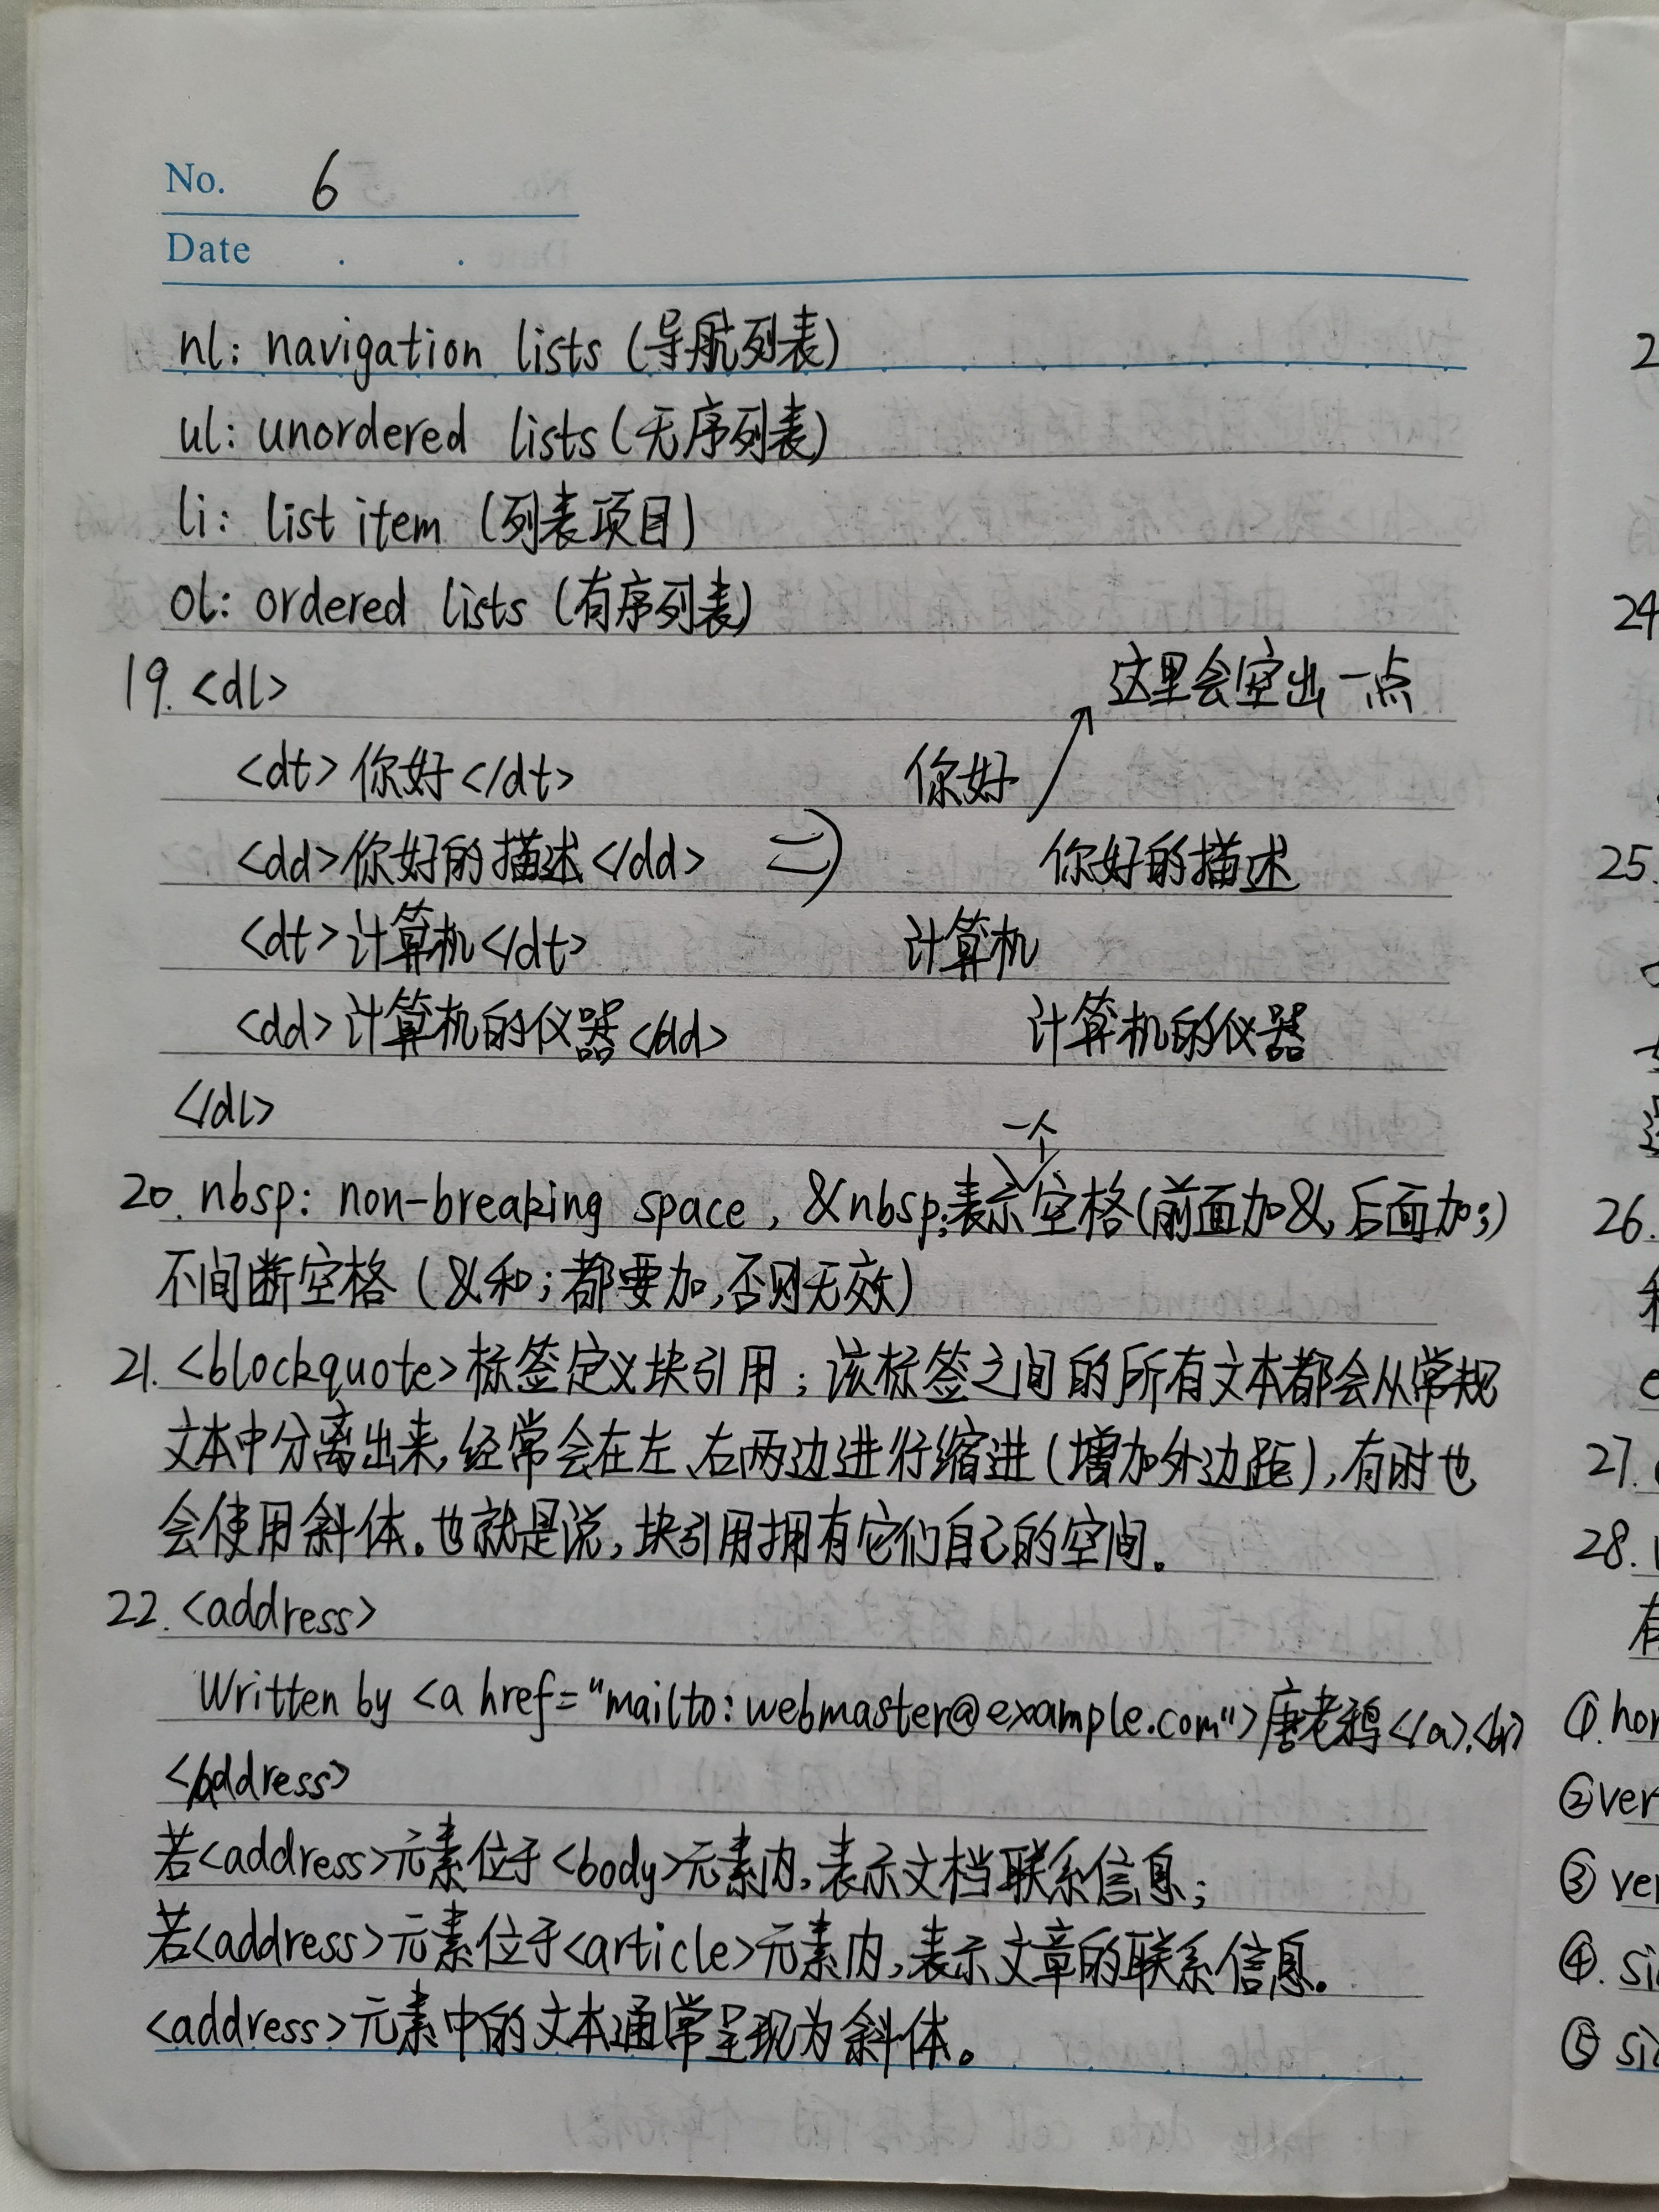 No. 6
Date . .
nl: navigation lists (导航列表)
ul: unordered lists (无序列表)
li: list item (列表项目)
ol: ordered lists (有序列表)
19. <dl>
这里会空出一点
<dt>你好</dt> 你好
<dd>你好的描述</dd> => 你好的描述
<dt>计算机</dt> 计算机
<dd>计算机的仪器</dd> 计算机的仪器
</dl>
一个
20. nbsp: non-breaking space, &nbsp;表示空格(前面加&,后面加;)
不间断空格 (&和;都要加,否则无效)
21. <blockquote>标签定义块引用;该标签之间的所有文本都会从常规
文本中分离出来,经常会在左、右两边进行缩进(增加外边距),有时也
会使用斜体。也就是说,块引用拥有它们自己的空间。
22. <address>
Written by <a href="mailto:webmaster@example.com">唐老鸦</a>.<br>
</address>
若<address>元素位于<body>元素内,表示文档联系信息;
若<address>元素位于<article>元素内,表示文章的联系信息。
<address>元素中的文本通常呈现为斜体。
24
25.
26.
27.
28.
①.hor
②ver
③ ver
④. si
⑤ si